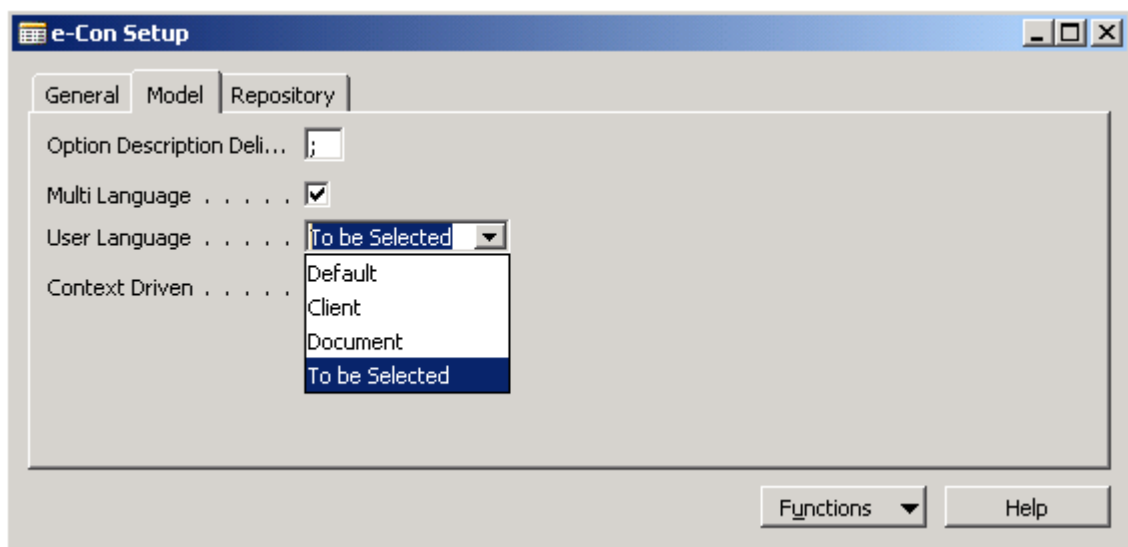 e-Con Setup
General Model Repository
Option Description Deli... ;
Multi Language . . . . .
User Language . . . . . To be Selected
Default
Context Driven . . . . .
Client
Document
To be Selected
Functions Help